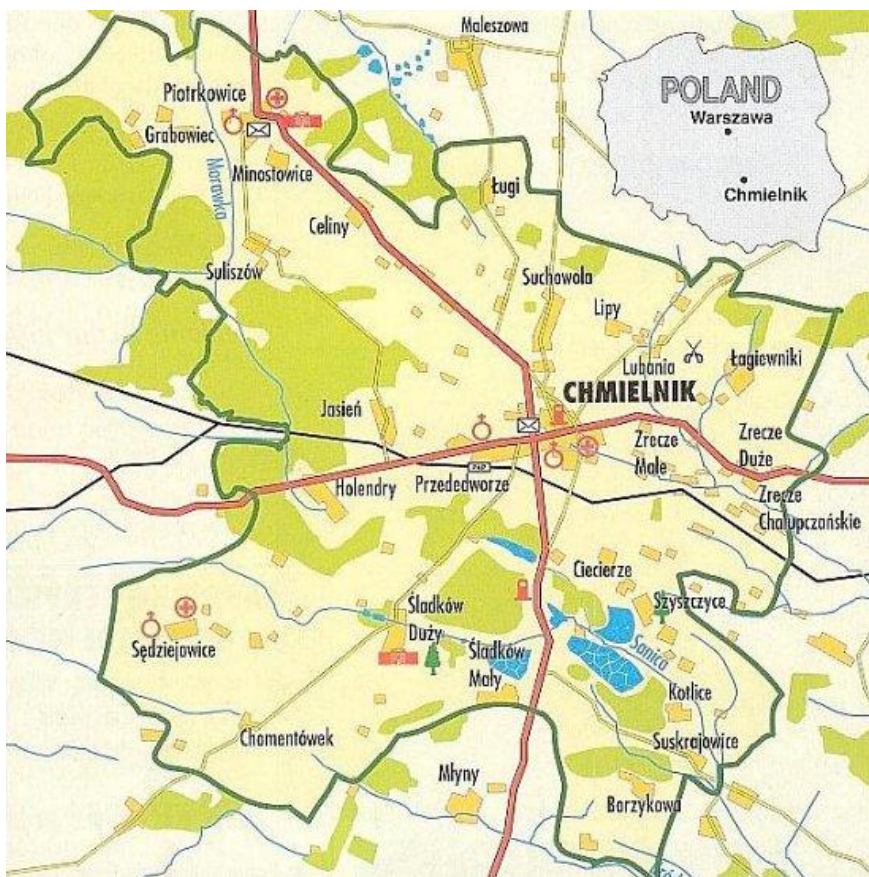 Maleszowa
POLAND
Warszawa
Chmielnik
Piotrkowice
Grabowiec
Morawka
Minostowice
Ługi
Celiny
Suliszów
Suchowola
Lipy
Lubania
Łagiewniki
CHMIELNIK
Jasień
Zrecze
Małe
Zrecze
Duże
Holendry
Przededworze
PKP
Zrecze
Chałupczańskie
Ciecierze
Szyszczyce
Śladków
Duży
Sędziejowice
Śladków
Mały
Sanica
Kotlice
Chomentówek
Suskrajowice
Młyny
Borzykowa